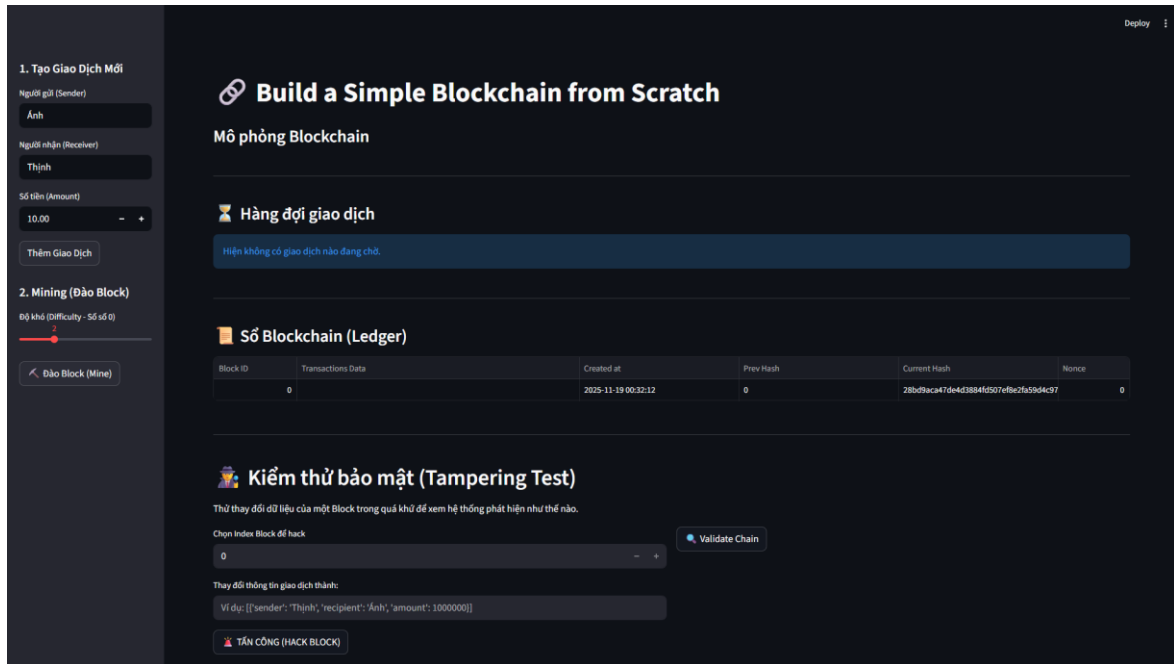 Deploy
1. Tạo Giao Dịch Mới
Người gửi (Sender)
Ánh
Người nhận (Receiver)
Thịnh
Số tiền (Amount)
10.00 − +
Thêm Giao Dịch
2. Mining (Đào Block)
Độ khó (Difficulty - Số số 0)
2
Đào Block (Mine)
Build a Simple Blockchain from Scratch
Mô phỏng Blockchain
Hàng đợi giao dịch
Hiện không có giao dịch nào đang chờ.
Sổ Blockchain (Ledger)
Block ID Transactions Data Created at Prev Hash Current Hash Nonce
0 2025-11-19 00:32:12 0 28bd9aca47de4d3884fd507ef8e2fa59d4c97 0
Kiểm thử bảo mật (Tampering Test)
Thử thay đổi dữ liệu của một Block trong quá khứ để xem hệ thống phát hiện như thế nào.
Chọn Index Block để hack
0 − +
Validate Chain
Thay đổi thông tin giao dịch thành:
Ví dụ: [{'sender': 'Thịnh', 'recipient': 'Ánh', 'amount': 1000000}]
TẤN CÔNG (HACK BLOCK)